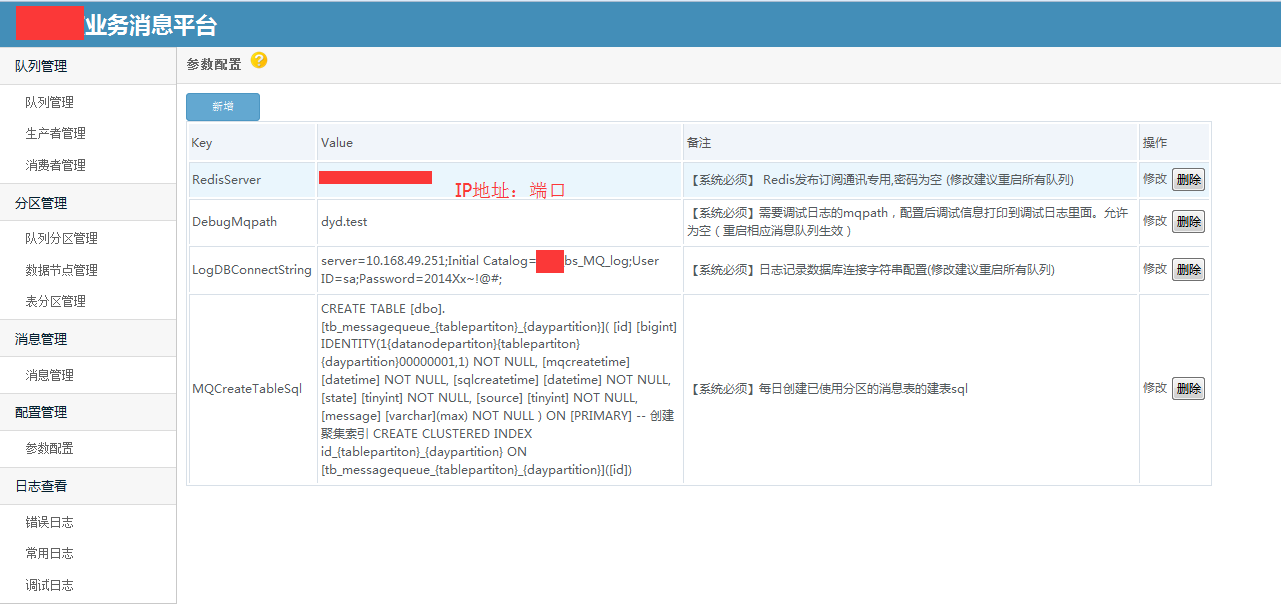 业务消息平台
队列管理
队列管理
生产者管理
消费者管理
分区管理
队列分区管理
数据节点管理
表分区管理
消息管理
消息管理
配置管理
参数配置
日志查看
错误日志
常用日志
调试日志
参数配置 ?
新增
Key Value 备注 操作
RedisServer IP地址：端口 【系统必须】 Redis发布订阅通讯专用,密码为空 (修改建议重启所有队列) 修改 删除
DebugMqpath dyd.test 【系统必须】需要调试日志的mqpath，配置后调试信息打印到调试日志里面。允许
为空（重启相应消息队列生效） 修改 删除
LogDBConnectString server=10.168.49.251;Initial Catalog= bs_MQ_log;User
ID=sa;Password=2014Xx~!@#; 【系统必须】日志记录数据库连接字符串配置(修改建议重启所有队列) 修改 删除
MQCreateTableSql CREATE TABLE [dbo].
[tb_messagequeue_{tablepartiton}_{daypartition}]( [id] [bigint]
IDENTITY(1{datanodepartiton}{tablepartiton}
{daypartition}00000001,1) NOT NULL, [mqcreatetime]
[datetime] NOT NULL, [sqlcreatetime] [datetime] NOT NULL,
[state] [tinyint] NOT NULL, [source] [tinyint] NOT NULL,
[message] [varchar](max) NOT NULL ) ON [PRIMARY] -- 创建
聚集索引 CREATE CLUSTERED INDEX
id_{tablepartiton}_{daypartition} ON
[tb_messagequeue_{tablepartiton}_{daypartition}]([id]) 【系统必须】每日创建已使用分区的消息表的建表sql 修改 删除